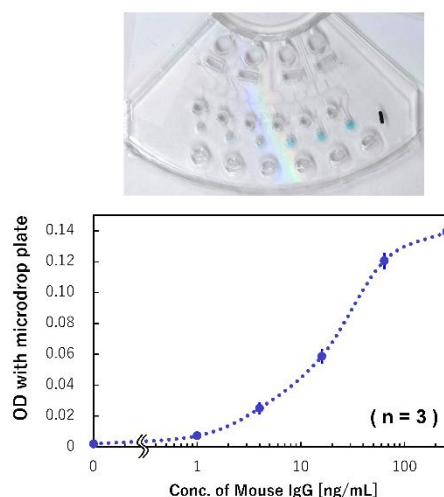 0.14
0.12
0.1
0.08
0.06
0.04
0.02
0
OD with microdrop plate
( n = 3 )
0 1 10 100
Conc. of Mouse IgG [ng/mL]